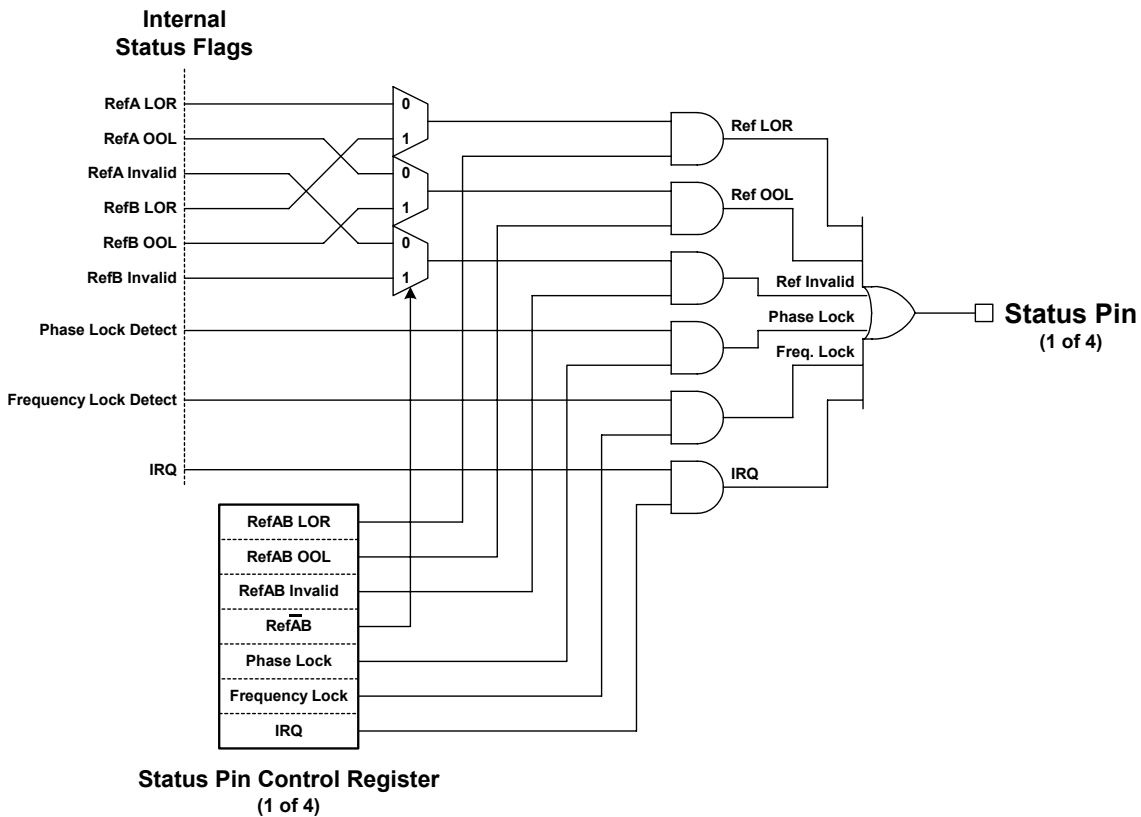 Internal
Status Flags
RefA LOR
RefA OOL
RefA Invalid
RefB LOR
RefB OOL
RefB Invalid
Phase Lock Detect
Frequency Lock Detect
IRQ
0
1
0
1
0
1
Ref LOR
Ref OOL
Ref Invalid
Phase Lock
Freq. Lock
IRQ
Status Pin
(1 of 4)
RefAB LOR
RefAB OOL
RefAB Invalid
RefA̅B
Phase Lock
Frequency Lock
IRQ
Status Pin Control Register
(1 of 4)